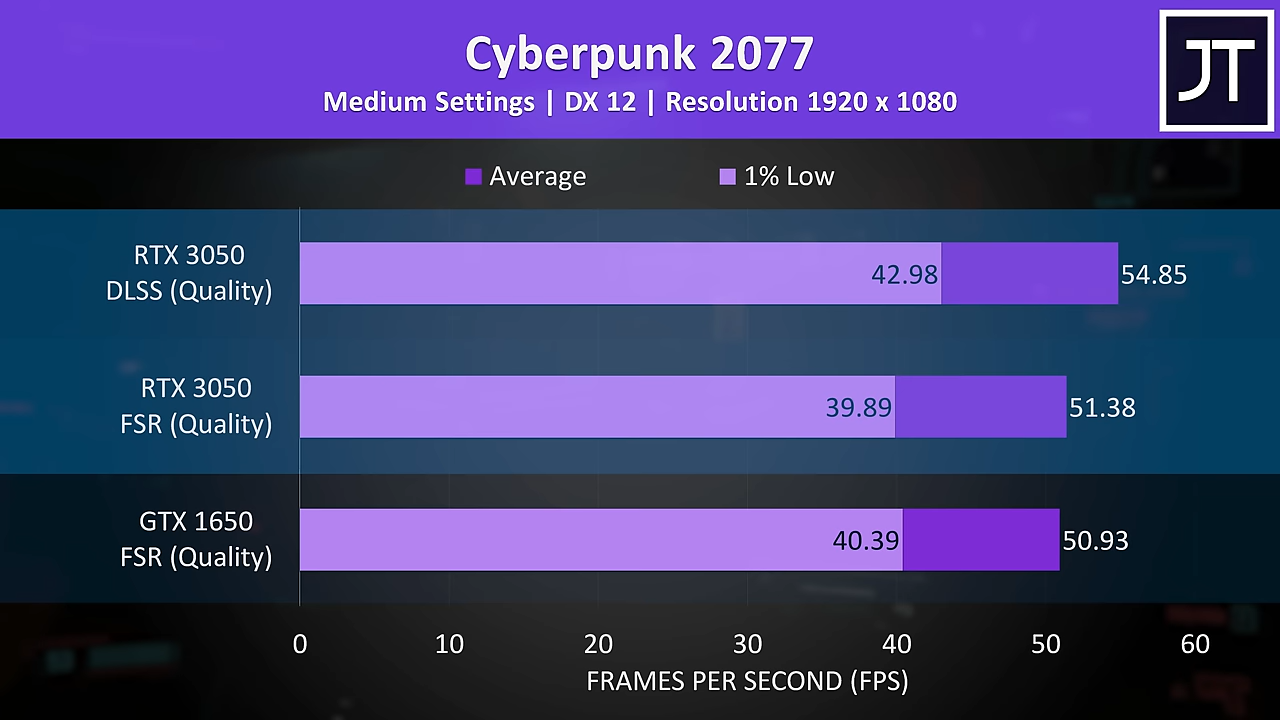 Cyberpunk 2077
JT
Medium Settings | DX 12 | Resolution 1920 x 1080
Average
1% Low
RTX 3050
DLSS (Quality)
42.98
54.85
RTX 3050
FSR (Quality)
39.89
51.38
GTX 1650
FSR (Quality)
40.39
50.93
0 10 20 30 40 50 60
FRAMES PER SECOND (FPS)